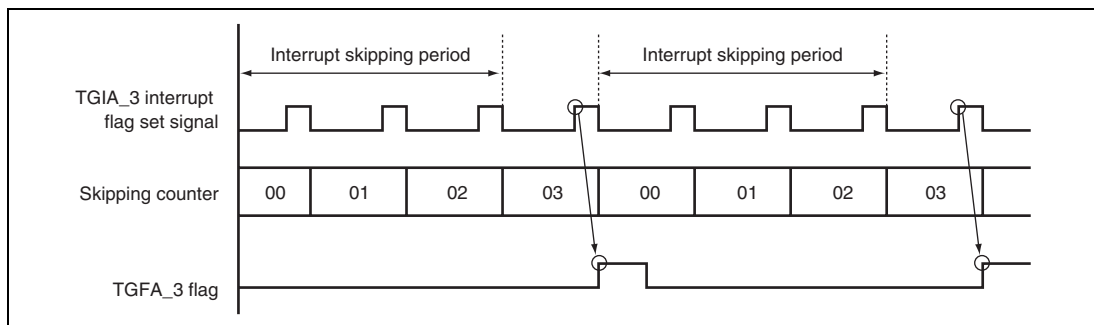 Interrupt skipping period
Interrupt skipping period
TGIA_3 interrupt
flag set signal
Skipping counter
00
01
02
03
00
01
02
03
TGFA_3 flag